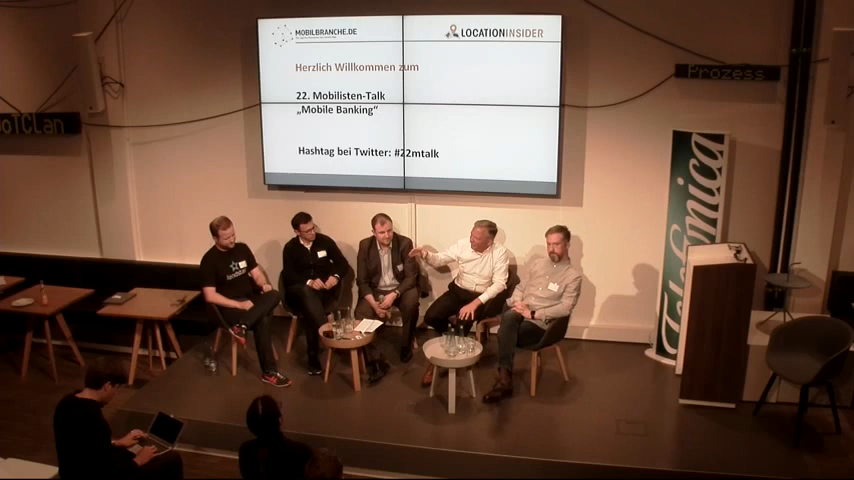 MOBILBRANCHE.DE
LOCATIONINSIDER
Herzlich Willkommen zum
22. Mobilisten-Talk
„Mobile Banking“
Hashtag bei Twitter: #22mtalk
Prozess
oTClan
Telefónica